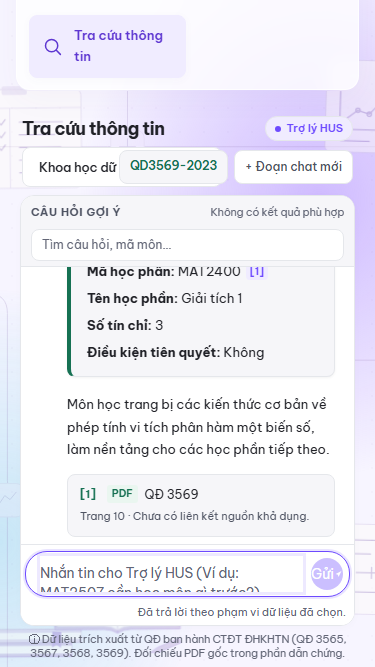 Tra cứu thông
tin
Tra cứu thông tin
Trợ lý HUS
Khoa học dữ
QD3569-2023
+ Đoạn chat mới
CÂU HỎI GỢI Ý
Không có kết quả phù hợp
Tìm câu hỏi, mã môn...
Mã học phần: MAT2400 [1]
Tên học phần: Giải tích 1
Số tín chỉ: 3
Điều kiện tiên quyết: Không
Môn học trang bị các kiến thức cơ bản về
phép tính vi tích phân hàm một biến số,
làm nền tảng cho các học phần tiếp theo.
[1] PDF QĐ 3569
Trang 10 · Chưa có liên kết nguồn khả dụng.
Nhắn tin cho Trợ lý HUS (Ví dụ:
MAT2507 cần học môn gì trước?)
Gửi
Đã trả lời theo phạm vi dữ liệu đã chọn.
Dữ liệu trích xuất từ QĐ ban hành CTĐT ĐHKHTN (QĐ 3565,
3567, 3568, 3569). Đối chiếu PDF gốc trong phần dẫn chứng.